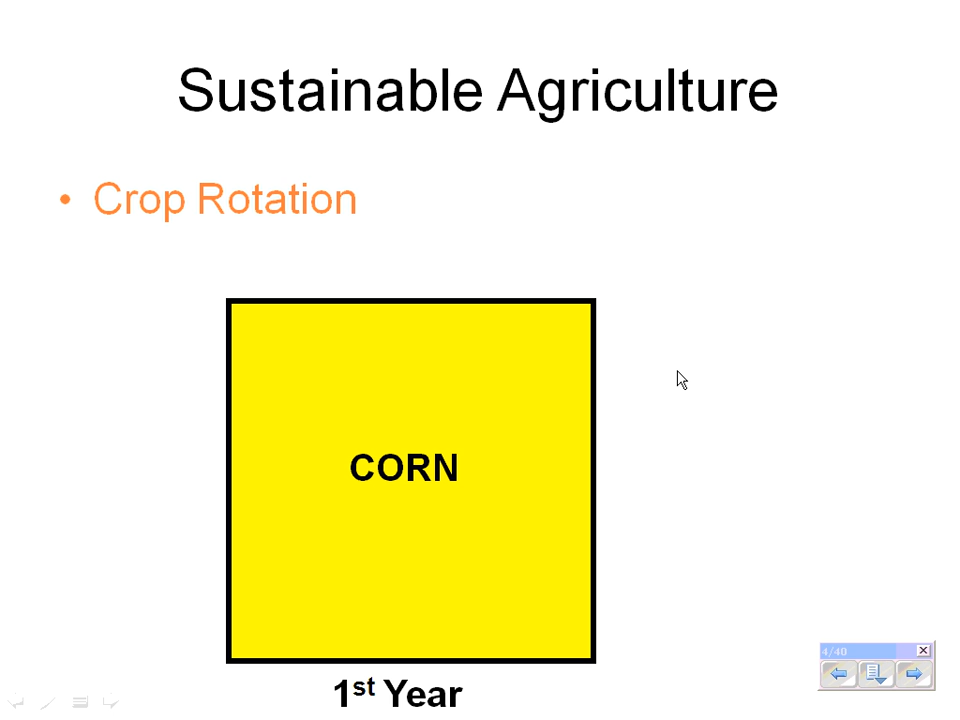 Sustainable Agriculture
• Crop Rotation
CORN
1st Year
4/40